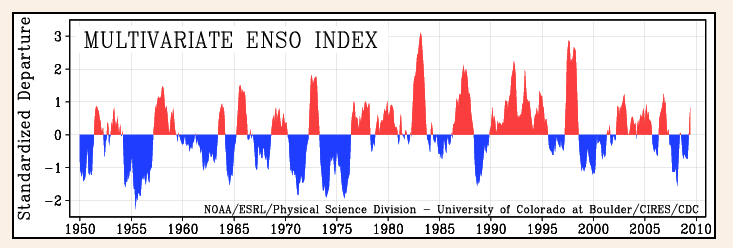 MULTIVARIATE ENSO INDEX
Standardized Departure
3
2
1
0
−1
−2
NOAA/ESRL/Physical Science Division − University of Colorado at Boulder/CIRES/CDC
1950 1955 1960 1965 1970 1975 1980 1985 1990 1995 2000 2005 2010